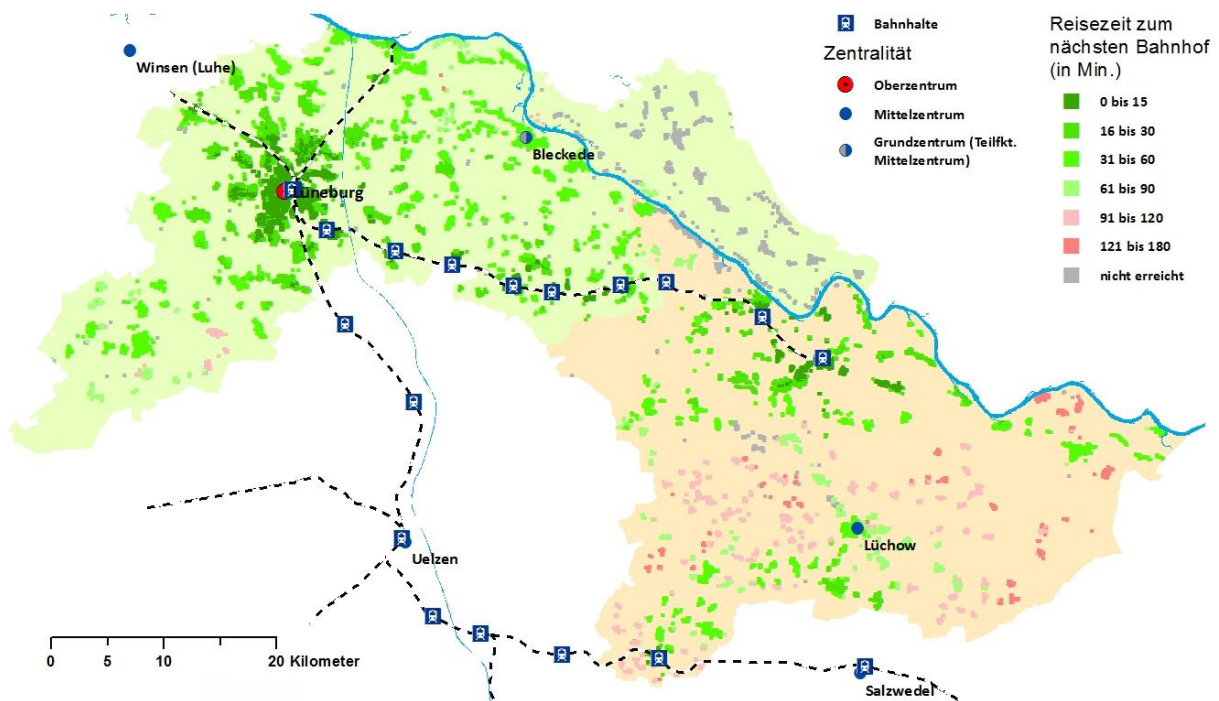 Bahnhalte
Zentralität
Oberzentrum
Mittelzentrum
Grundzentrum (Teilfkt.
Mittelzentrum)
Reisezeit zum
nächsten Bahnhof
(in Min.)
0 bis 15
16 bis 30
31 bis 60
61 bis 90
91 bis 120
121 bis 180
nicht erreicht
Winsen (Luhe)
Bleckede
Lüneburg
Lüchow
Uelzen
Salzwedel
0 5 10 20 Kilometer